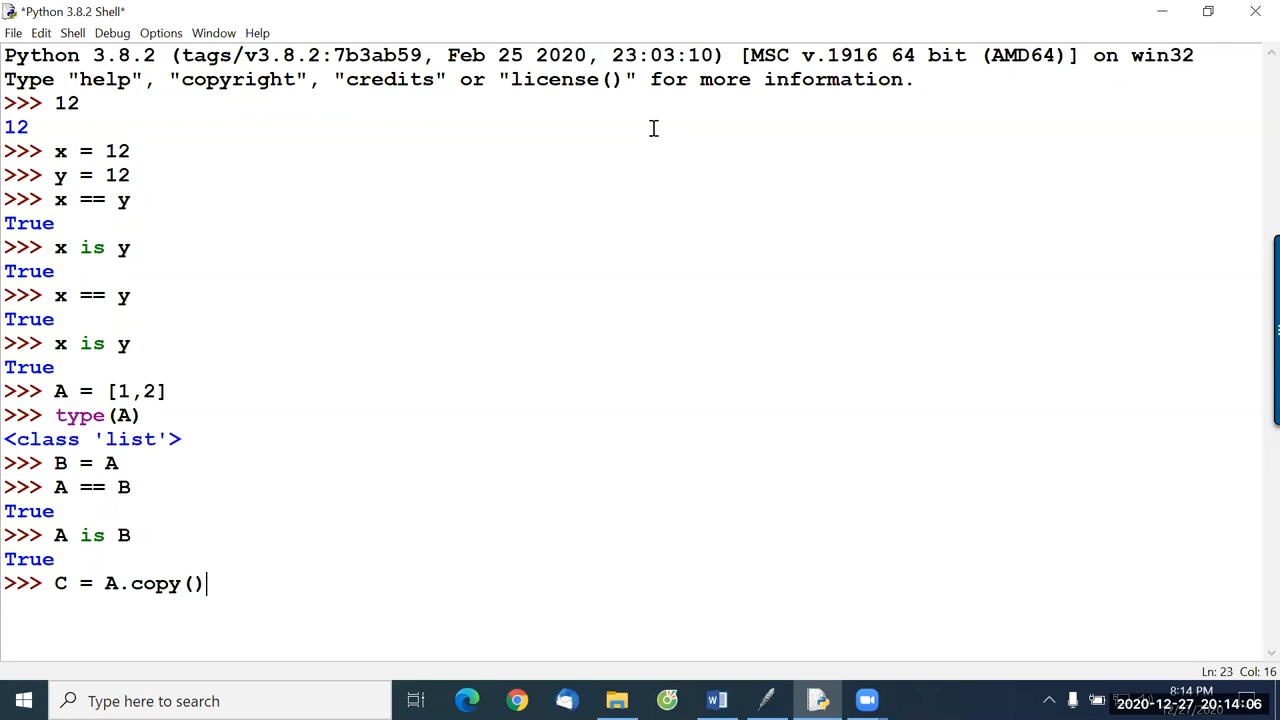 *Python 3.8.2 Shell*
File Edit Shell Debug Options Window Help
Python 3.8.2 (tags/v3.8.2:7b3ab59, Feb 25 2020, 23:03:10) [MSC v.1916 64 bit (AMD64)] on win32
Type "help", "copyright", "credits" or "license()" for more information.
>>> 12
12
>>> x = 12
>>> y = 12
>>> x == y
True
>>> x is y
True
>>> x == y
True
>>> x is y
True
>>> A = [1,2]
>>> type(A)
<class 'list'>
>>> B = A
>>> A == B
True
>>> A is B
True
>>> C = A.copy()
Ln: 23 Col: 16
Type here to search
8:14 PM
2020-12-27 20:14:06
12/27/2020